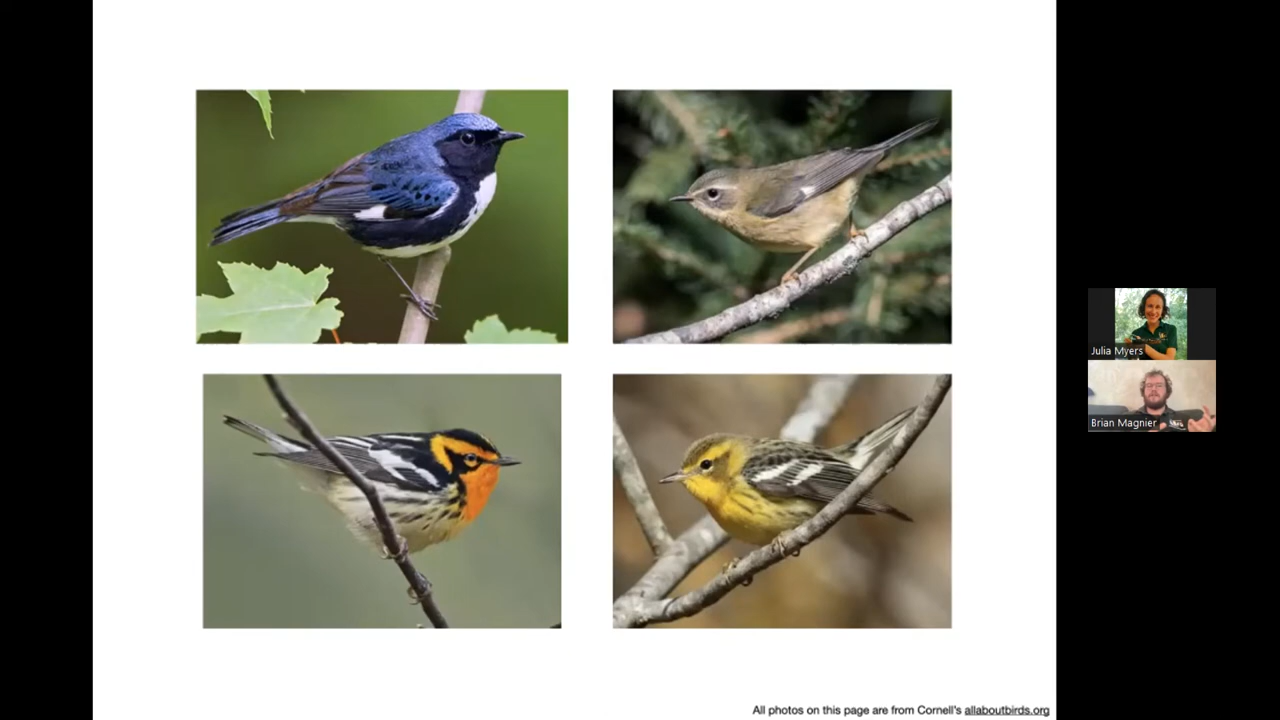 Julia Myers
Brian Magnier
All photos on this page are from Cornell's allaboutbirds.org